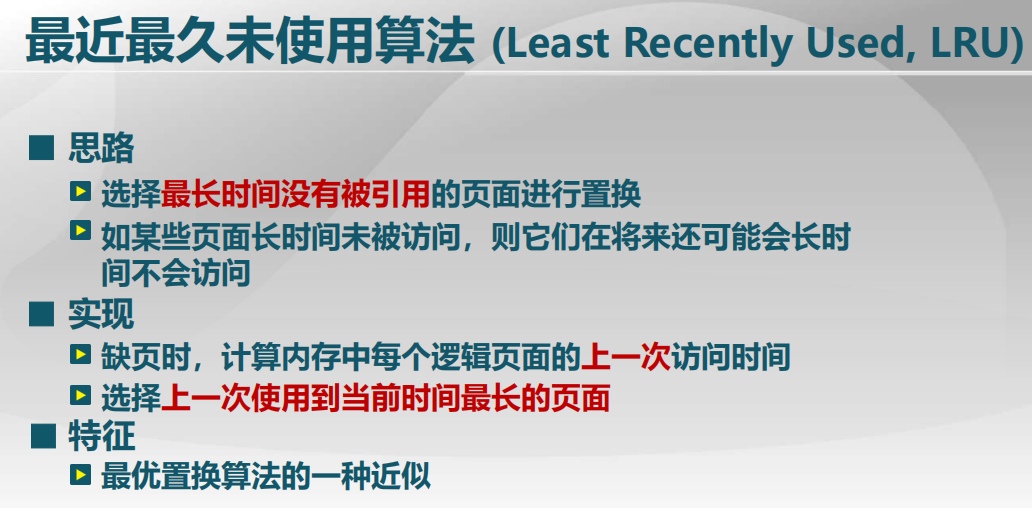 最近最久未使用算法 (Least Recently Used, LRU)
思路
选择最长时间没有被引用的页面进行置换
如某些页面长时间未被访问，则它们在将来还可能会长时
间不会访问
实现
缺页时，计算内存中每个逻辑页面的上一次访问时间
选择上一次使用到当前时间最长的页面
特征
最优置换算法的一种近似